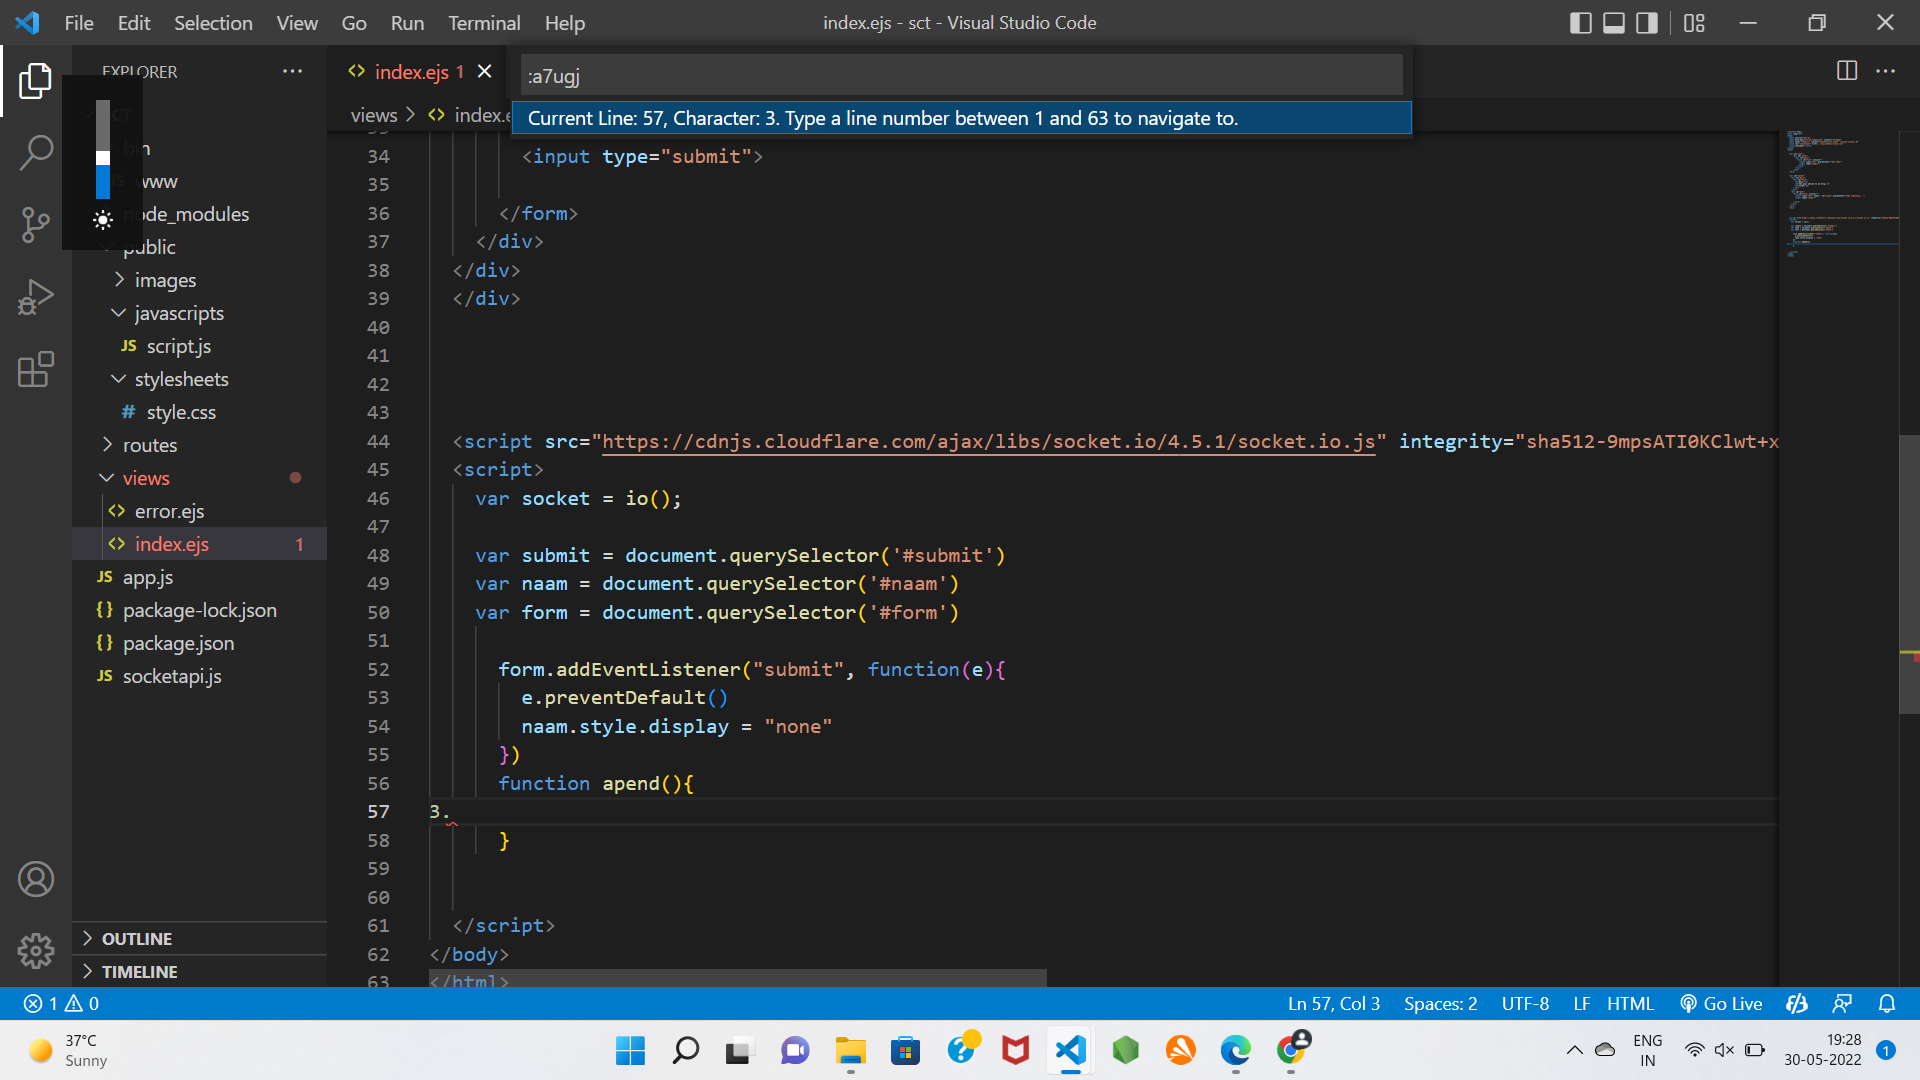 File Edit Selection View Go Run Terminal Help
index.ejs - sct - Visual Studio Code
EXPLORER
index.ejs 1
:a7ugj
Current Line: 57, Character: 3. Type a line number between 1 and 63 to navigate to.
views > index.e
bin
www
node_modules
public
images
javascripts
JS script.js
stylesheets
# style.css
routes
views
<> error.ejs
<> index.ejs 1
JS app.js
{} package-lock.json
{} package.json
JS socketapi.js
OUTLINE
TIMELINE
34 <input type="submit">
35
36 </form>
37 </div>
38 </div>
39 </div>
40
41
42
43
44 <script src="https://cdnjs.cloudflare.com/ajax/libs/socket.io/4.5.1/socket.io.js" integrity="sha512-9mpsATI0KClwt+x
45 <script>
46 var socket = io();
47
48 var submit = document.querySelector('#submit')
49 var naam = document.querySelector('#naam')
50 var form = document.querySelector('#form')
51
52 form.addEventListener("submit", function(e){
53 e.preventDefault()
54 naam.style.display = "none"
55 })
56 function apend(){
57 3.
58 }
59
60
61 </script>
62 </body>
63 </html>
1 0
Ln 57, Col 3 Spaces: 2 UTF-8 LF HTML Go Live
37°C
Sunny
ENG
IN
19:28
30-05-2022
1